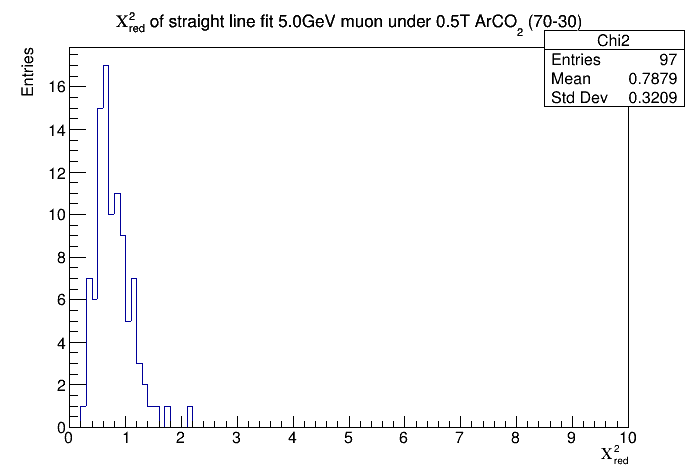 Χ²red of straight line fit 5.0GeV muon under 0.5T ArCO2 (70-30)
Chi2
Entries 97
Mean 0.7879
Std Dev 0.3209
Entries
16
14
12
10
8
6
4
2
0
0 1 2 3 4 5 6 7 8 9 10
Χ²red